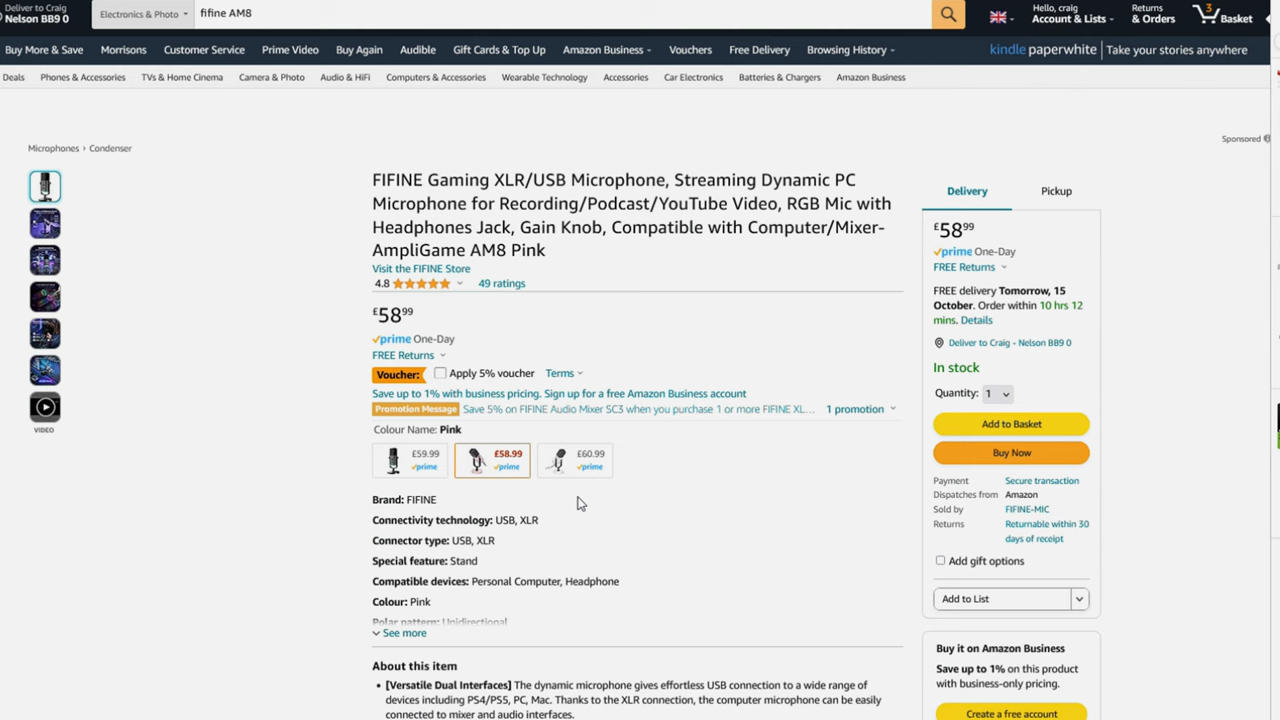 Deliver to Craig
Nelson BB9 0
Electronics & Photo
fifine AM8
Hello, craig
Account & Lists
Returns
& Orders
3
Basket
Buy More & Save
Morrisons
Customer Service
Prime Video
Buy Again
Audible
Gift Cards & Top Up
Amazon Business
Vouchers
Free Delivery
Browsing History
kindle paperwhite | Take your stories anywhere
Deals
Phones & Accessories
TVs & Home Cinema
Camera & Photo
Audio & HiFi
Computers & Accessories
Wearable Technology
Accessories
Car Electronics
Batteries & Chargers
Amazon Business
Sponsored
Microphones › Condenser
VIDEO
FIFINE Gaming XLR/USB Microphone, Streaming Dynamic PC
Microphone for Recording/Podcast/YouTube Video, RGB Mic with
Headphones Jack, Gain Knob, Compatible with Computer/Mixer-
AmpliGame AM8 Pink
Visit the FIFINE Store
4.8
49 ratings
£58.99
prime One-Day
FREE Returns
Voucher:
Apply 5% voucher
Terms
Save up to 1% with business pricing. Sign up for a free Amazon Business account
Promotion Message
Save 5% on FIFINE Audio Mixer SC3 when you purchase 1 or more FIFINE XL...
1 promotion
Colour Name: Pink
£59.99
prime
£58.99
prime
£60.99
prime
Brand: FIFINE
Connectivity technology: USB, XLR
Connector type: USB, XLR
Special feature: Stand
Compatible devices: Personal Computer, Headphone
Colour: Pink
Polar pattern: Unidirectional
See more
About this item
• [Versatile Dual Interfaces] The dynamic microphone gives effortless USB connection to a wide range of
devices including PS4/PS5, PC, Mac. Thanks to the XLR connection, the computer microphone can be easily
connected to mixer and audio interfaces.
Delivery
Pickup
£58.99
prime One-Day
FREE Returns
FREE delivery Tomorrow, 15
October. Order within 10 hrs 12
mins. Details
Deliver to Craig - Nelson BB9 0
In stock
Quantity: 1
Add to Basket
Buy Now
Payment
Secure transaction
Dispatches from
Amazon
Sold by
FIFINE-MIC
Returns
Returnable within 30
days of receipt
Add gift options
Add to List
Buy it on Amazon Business
Save up to 1% on this product
with business-only pricing.
Create a free account